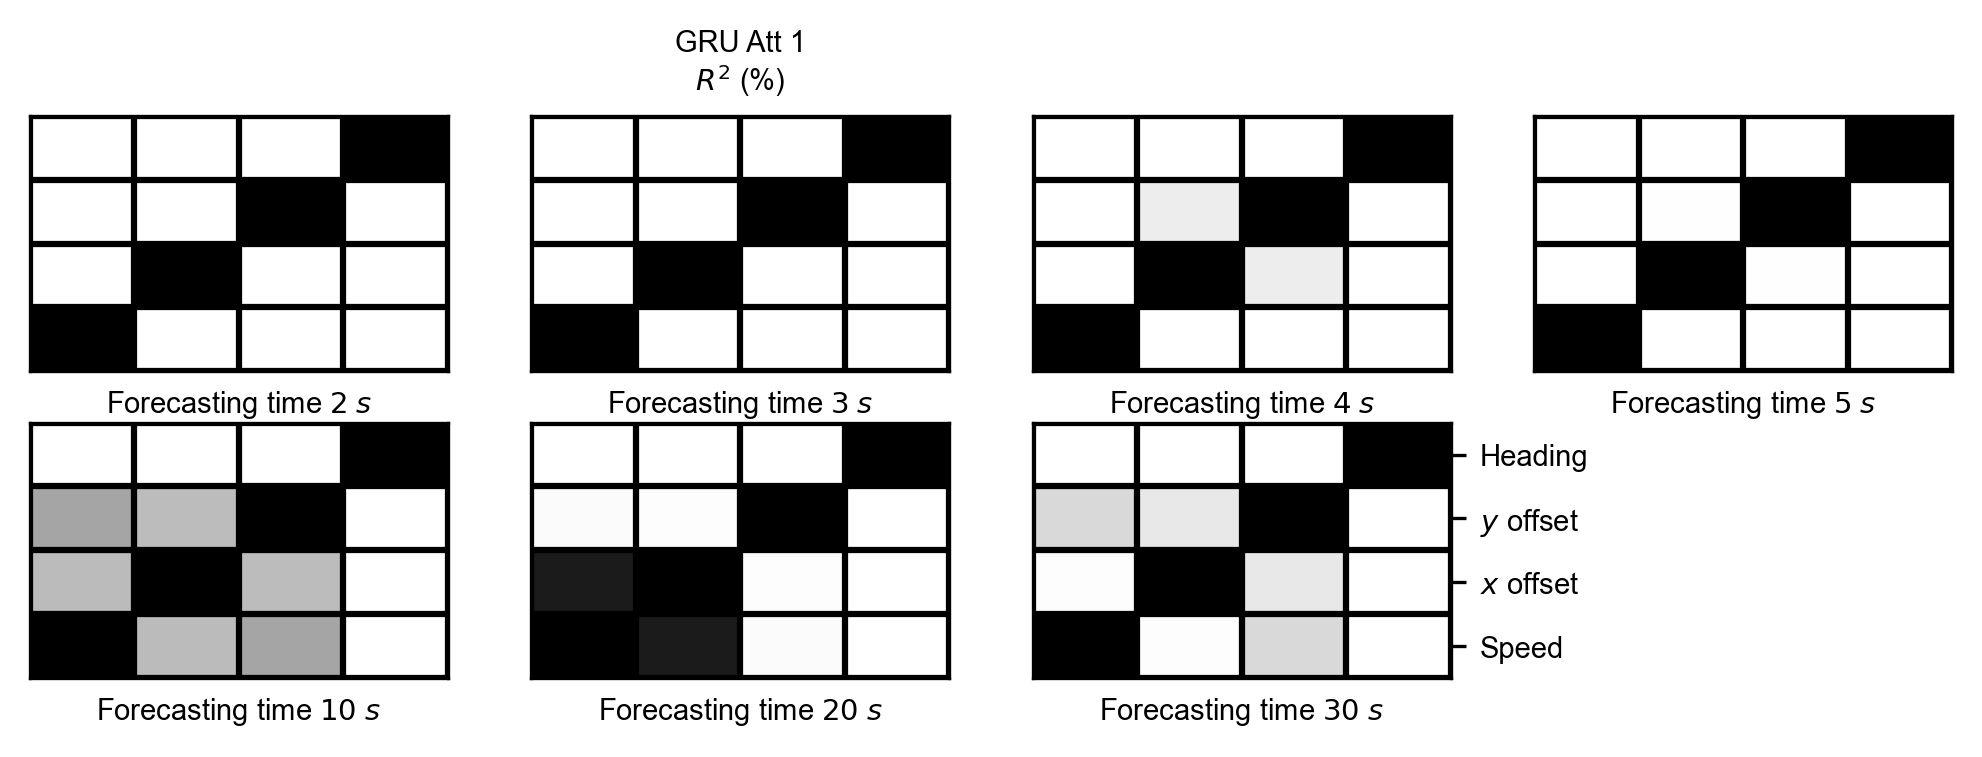 GRU Att 1
R² (%)
Forecasting time 2 s
Forecasting time 3 s
Forecasting time 4 s
Forecasting time 5 s
Heading
y offset
x offset
Speed
Forecasting time 10 s
Forecasting time 20 s
Forecasting time 30 s